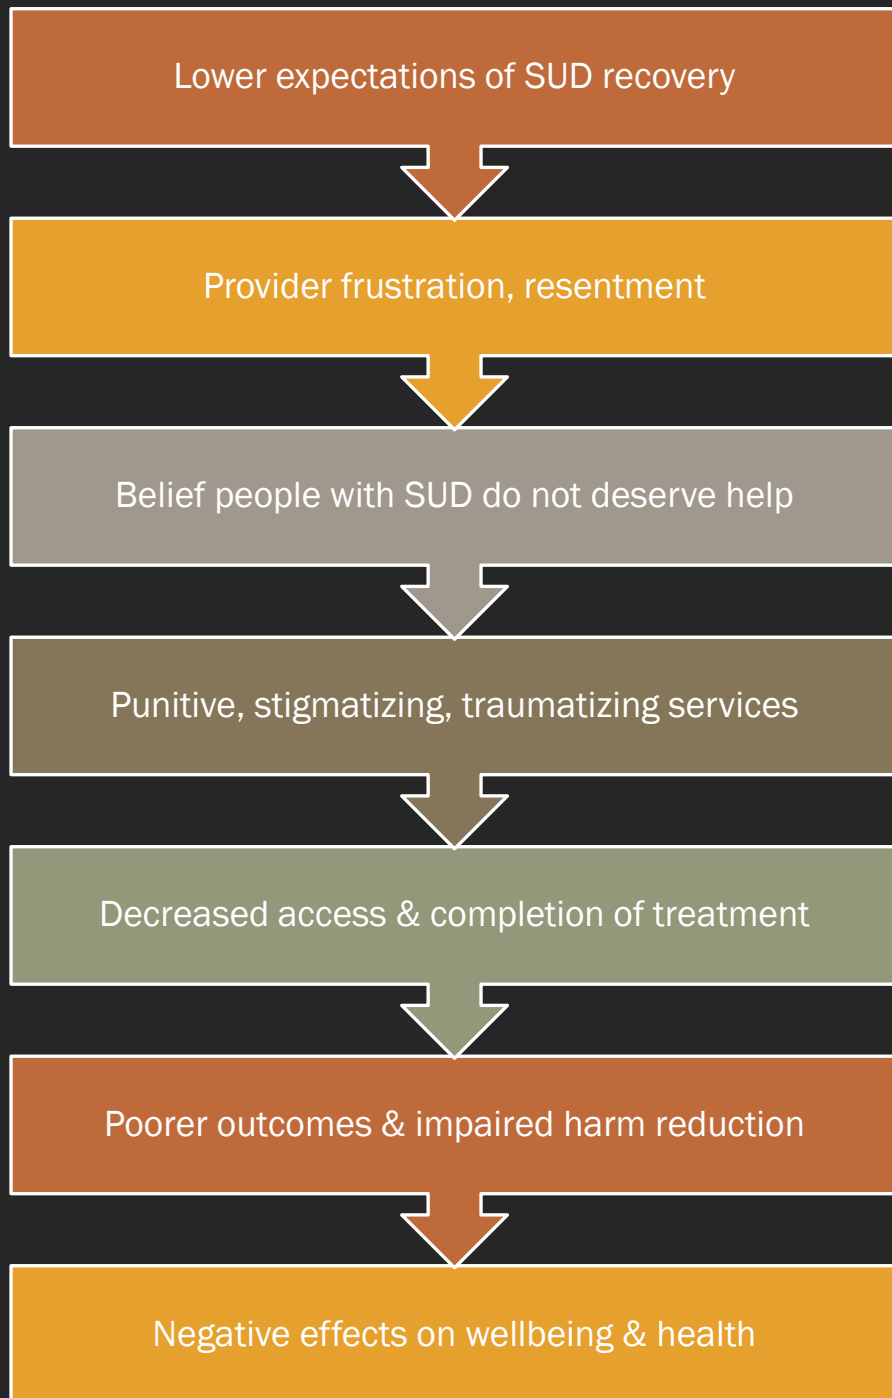 Lower expectations of SUD recovery
Provider frustration, resentment
Belief people with SUD do not deserve help
Punitive, stigmatizing, traumatizing services
Decreased access & completion of treatment
Poorer outcomes & impaired harm reduction
Negative effects on wellbeing & health